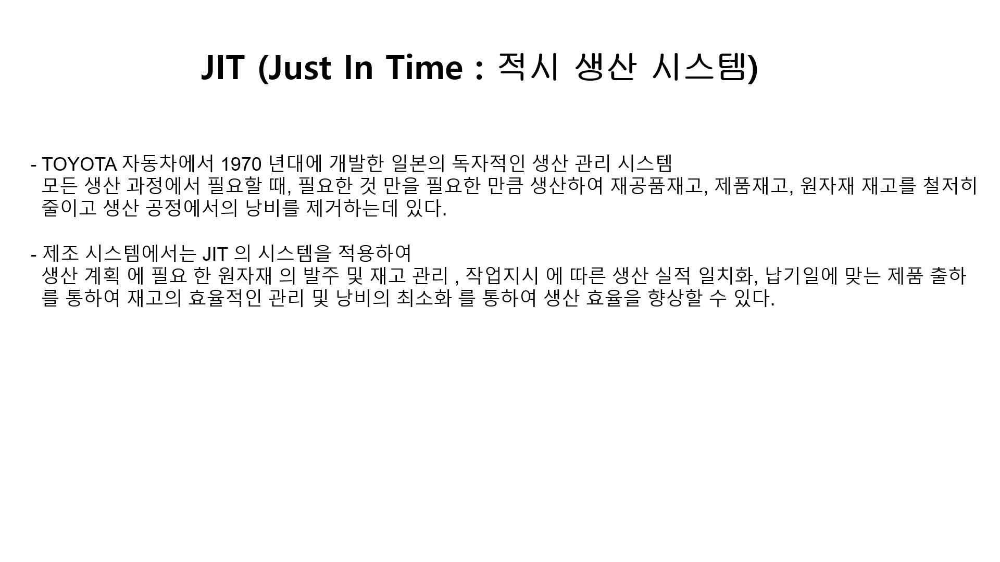 JIT (Just In Time : 적시 생산 시스템)
- TOYOTA 자동차에서 1970 년대에 개발한 일본의 독자적인 생산 관리 시스템
모든 생산 과정에서 필요할 때, 필요한 것 만을 필요한 만큼 생산하여 재공품재고, 제품재고, 원자재 재고를 철저히
줄이고 생산 공정에서의 낭비를 제거하는데 있다.
- 제조 시스템에서는 JIT 의 시스템을 적용하여
생산 계획 에 필요 한 원자재 의 발주 및 재고 관리 , 작업지시 에 따른 생산 실적 일치화, 납기일에 맞는 제품 출하
를 통하여 재고의 효율적인 관리 및 낭비의 최소화 를 통하여 생산 효율을 향상할 수 있다.